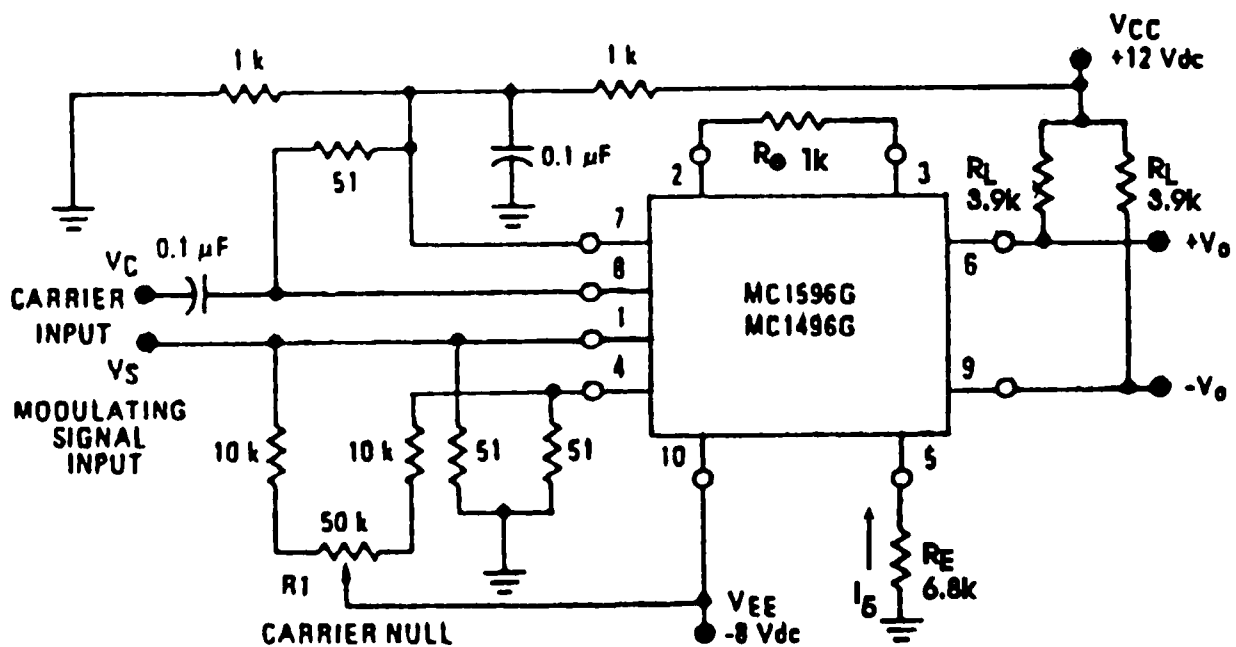 VCC
+12 Vdc
1 k
1 k
51
0.1 µF
Re 1k
2
3
RL
3.9k
RL
3.9k
7
VC
0.1 µF
8
6
+Vo
CARRIER
INPUT
MC1596G
MC1496G
1
VS
4
9
-Vo
MODULATING
SIGNAL
INPUT
10 k
10 k
51
51
10
5
50 k
R1
I5
RE
6.8k
VEE
-8 Vdc
CARRIER NULL